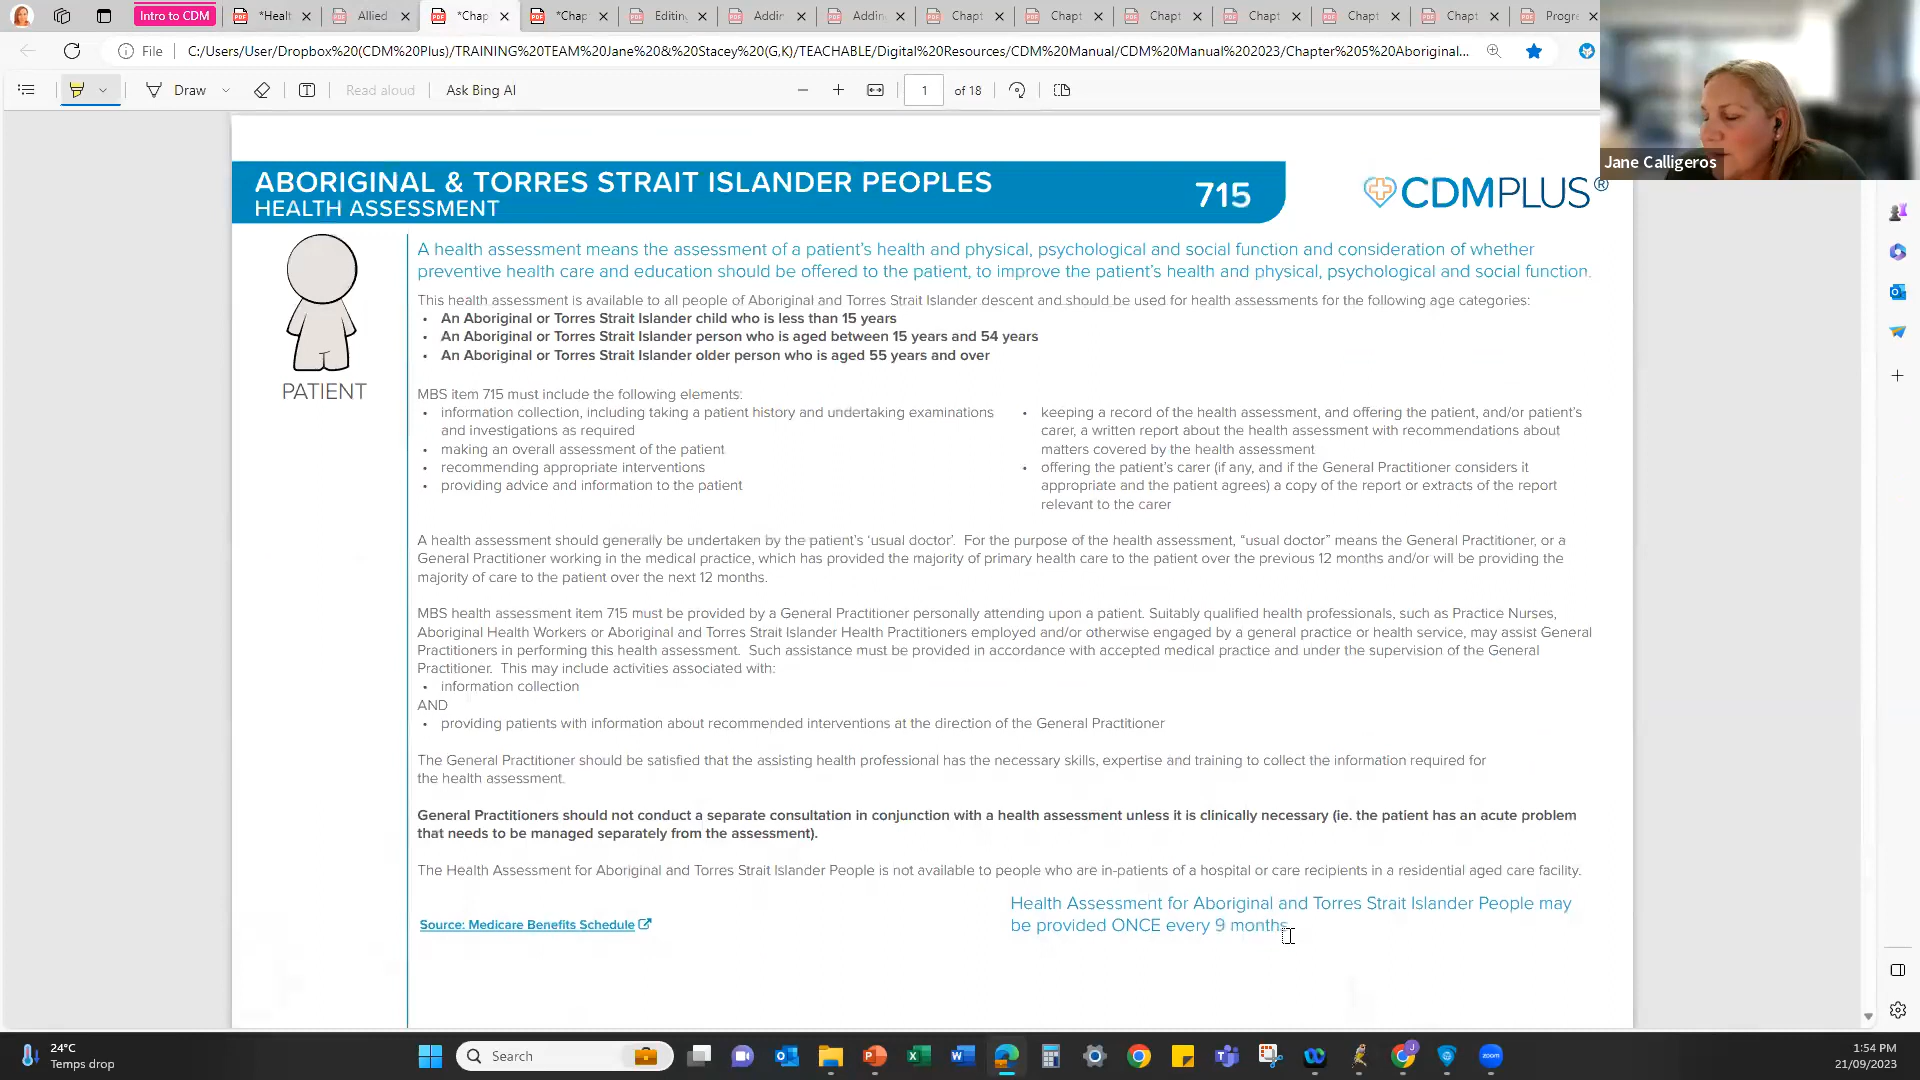 Intro to CDM
*Healt
Allied
*Chap
*Chap
Editin
Addin
Addin
Chapt
Chapt
Chapt
Chapt
Chapt
Chapt
Progr
File
C:/Users/User/Dropbox%20(CDM%20Plus)/TRAINING%20TEAM%20Jane%20&%20Stacey%20(G,K)/TEACHABLE/Digital%20Resources/CDM%20Manual/CDM%20Manual%202023/Chapter%205%20Aboriginal...
Draw
Read aloud
Ask Bing AI
1
of 18
Jane Calligeros
ABORIGINAL & TORRES STRAIT ISLANDER PEOPLES
HEALTH ASSESSMENT
715
CDMPLUS®
PATIENT
A health assessment means the assessment of a patient's health and physical, psychological and social function and consideration of whether
preventive health care and education should be offered to the patient, to improve the patient's health and physical, psychological and social function.
This health assessment is available to all people of Aboriginal and Torres Strait Islander descent and should be used for health assessments for the following age categories:
• An Aboriginal or Torres Strait Islander child who is less than 15 years
• An Aboriginal or Torres Strait Islander person who is aged between 15 years and 54 years
• An Aboriginal or Torres Strait Islander older person who is aged 55 years and over
MBS item 715 must include the following elements:
• information collection, including taking a patient history and undertaking examinations
and investigations as required
• making an overall assessment of the patient
• recommending appropriate interventions
• providing advice and information to the patient
• keeping a record of the health assessment, and offering the patient, and/or patient's
carer, a written report about the health assessment with recommendations about
matters covered by the health assessment
• offering the patient's carer (if any, and if the General Practitioner considers it
appropriate and the patient agrees) a copy of the report or extracts of the report
relevant to the carer
A health assessment should generally be undertaken by the patient's 'usual doctor'. For the purpose of the health assessment, "usual doctor" means the General Practitioner, or a
General Practitioner working in the medical practice, which has provided the majority of primary health care to the patient over the previous 12 months and/or will be providing the
majority of care to the patient over the next 12 months.
MBS health assessment item 715 must be provided by a General Practitioner personally attending upon a patient. Suitably qualified health professionals, such as Practice Nurses,
Aboriginal Health Workers or Aboriginal and Torres Strait Islander Health Practitioners employed and/or otherwise engaged by a general practice or health service, may assist General
Practitioners in performing this health assessment. Such assistance must be provided in accordance with accepted medical practice and under the supervision of the General
Practitioner. This may include activities associated with:
• information collection
AND
• providing patients with information about recommended interventions at the direction of the General Practitioner
The General Practitioner should be satisfied that the assisting health professional has the necessary skills, expertise and training to collect the information required for
the health assessment.
General Practitioners should not conduct a separate consultation in conjunction with a health assessment unless it is clinically necessary (ie. the patient has an acute problem
that needs to be managed separately from the assessment).
The Health Assessment for Aboriginal and Torres Strait Islander People is not available to people who are in-patients of a hospital or care recipients in a residential aged care facility.
Source: Medicare Benefits Schedule
Health Assessment for Aboriginal and Torres Strait Islander People may
be provided ONCE every 9 months
24°C
Temps drop
Search
zoom
1:54 PM
21/09/2023